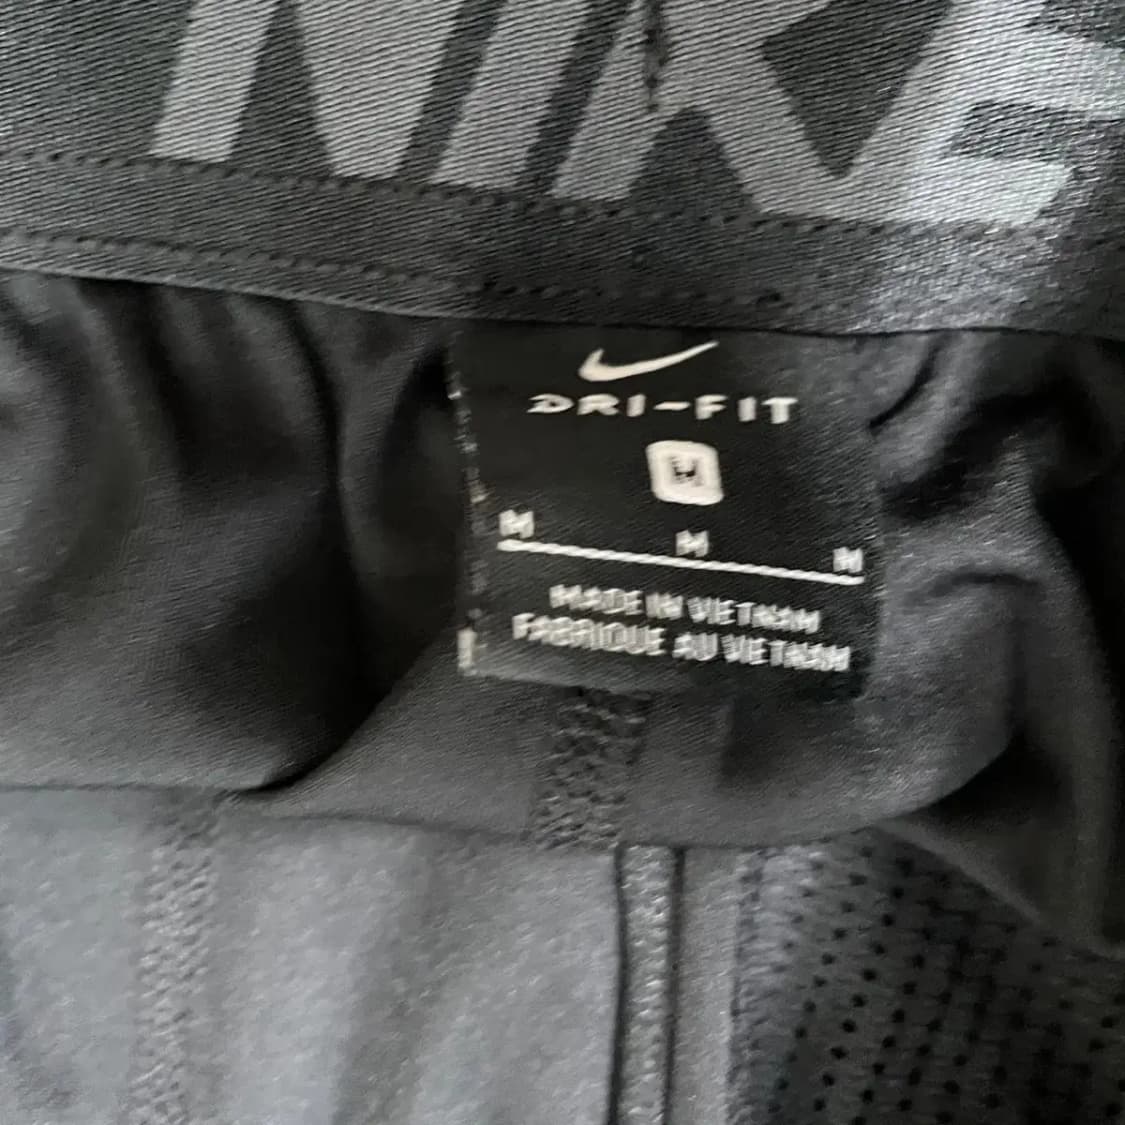 NIKE
DRI-FIT
M
M M M
MADE IN VIETNAM
FABRIQUE AU VIETNAM